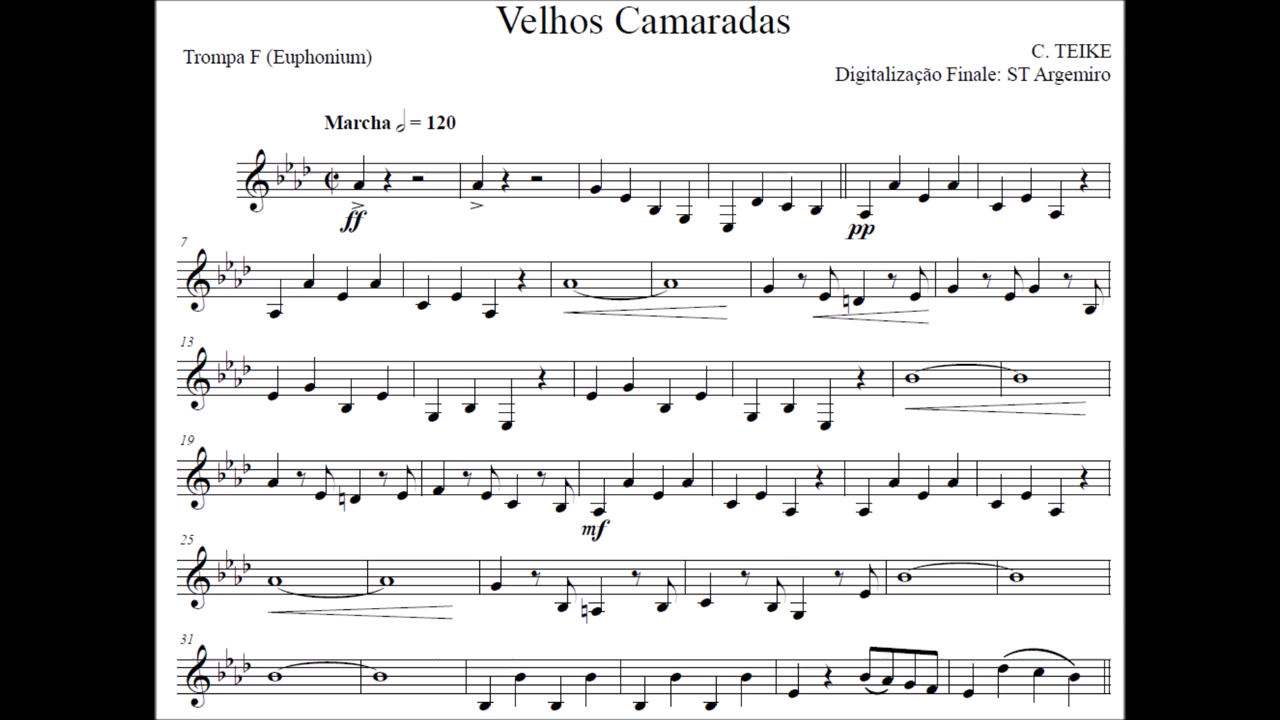 Velhos Camaradas
Trompa F (Euphonium)
C. TEIKE
Digitalização Finale: ST Argemiro
Marcha 𝅗𝅥 = 120
ff
pp
7
13
19
mf
25
31